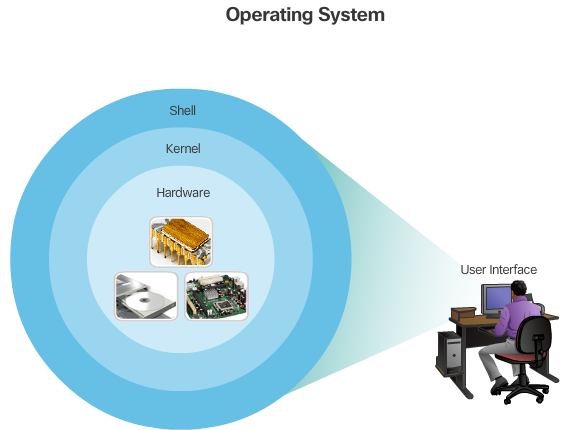 Operating System
Shell
Kernel
Hardware
User Interface